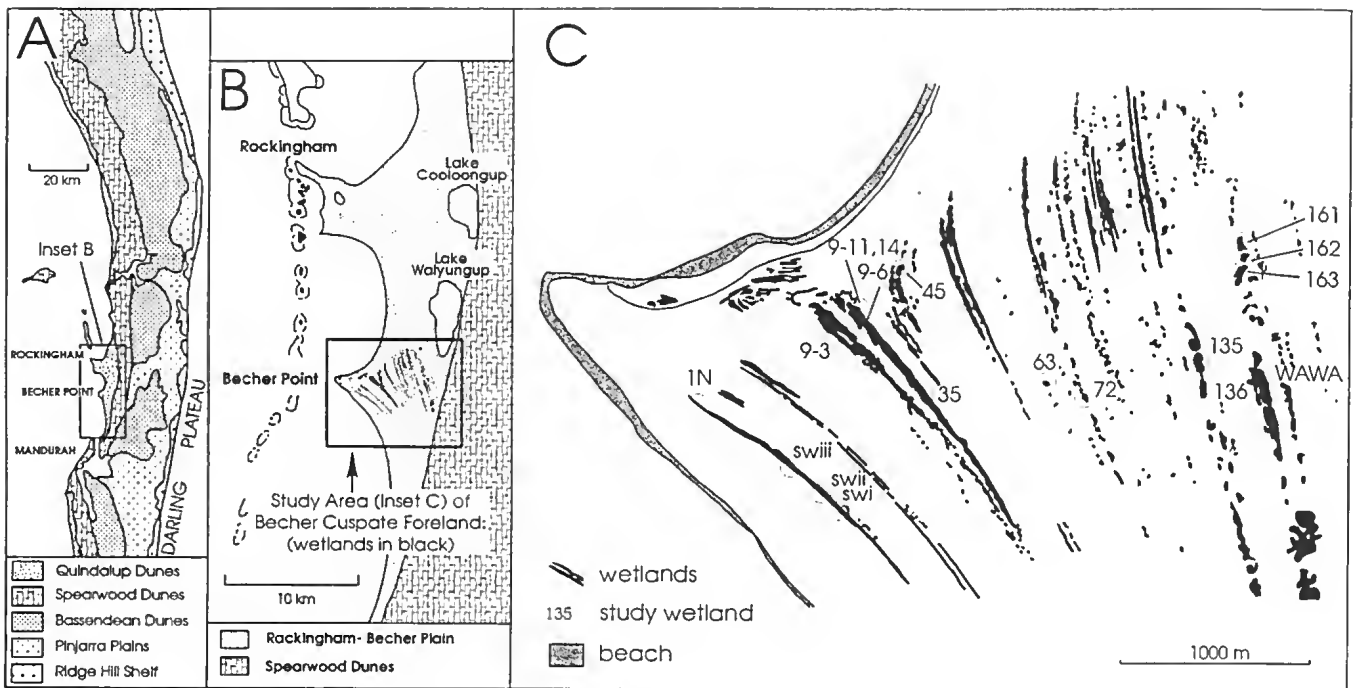 A
20 km
Inset B
ROCKINGHAM
BECHER POINT
MANDURAH
DARLING
PLATEAU
Quindalup Dunes
Spearwood Dunes
Bassendean Dunes
Pinjarra Plains
Ridge Hill Shelf
B
Rockingham
Lake
Cooloongup
Lake
Walyungup
Becher Point
Study Area (Inset C) of
Becher Cuspate Foreland:
(wetlands in black)
10 km
Rockingham- Becher Plain
Spearwood Dunes
C
161
162
163
9-11,14
9-6
45
9-3
35
63
72
135
136
WAWA
1N
swiii
swii
swi
wetlands
135 study wetland
beach
1000 m